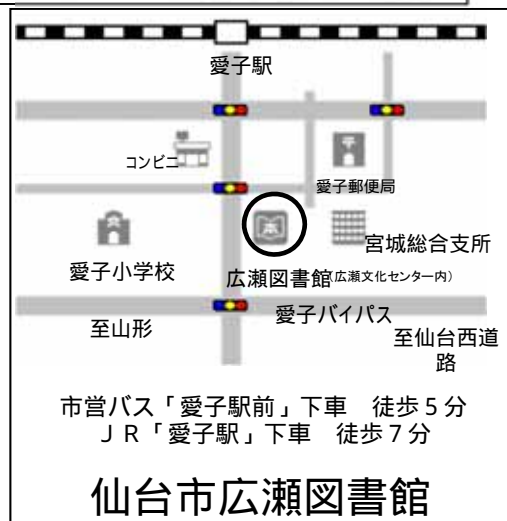 愛子駅
コンビニ
愛子郵便局
愛子小学校
本
宮城総合支所
広瀬図書館(広瀬文化センター内)
愛子バイパス
至山形
至仙台西道
路
市営バス「愛子駅前」下車　徒歩5分
ＪＲ「愛子駅」下車　徒歩7分
仙台市広瀬図書館